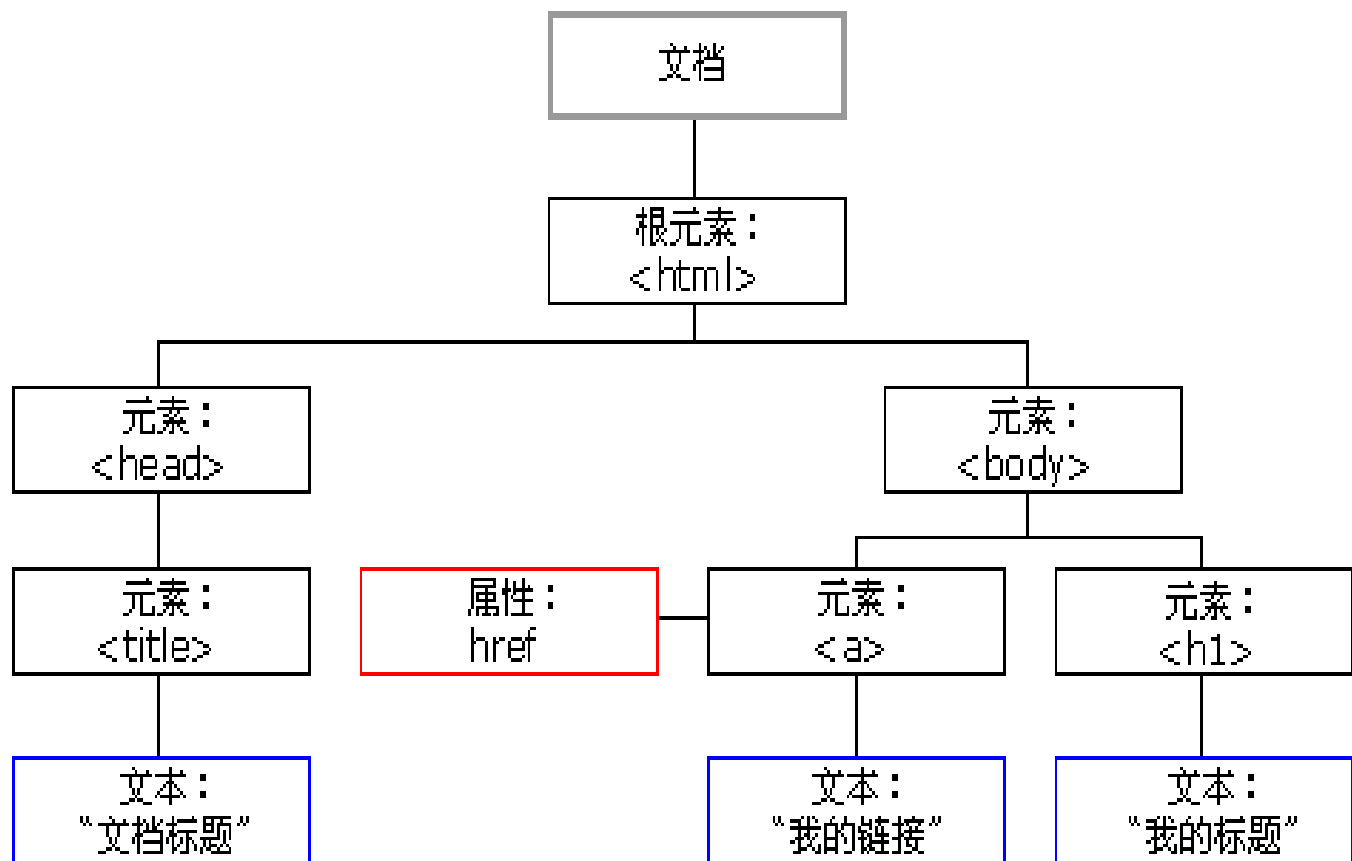 文档
根元素：
<html>
元素：
<head>
元素：
<body>
元素：
<title>
属性：
href
元素：
<a>
元素：
<h1>
文本：
“文档标题”
文本：
“我的链接”
文本：
“我的标题”